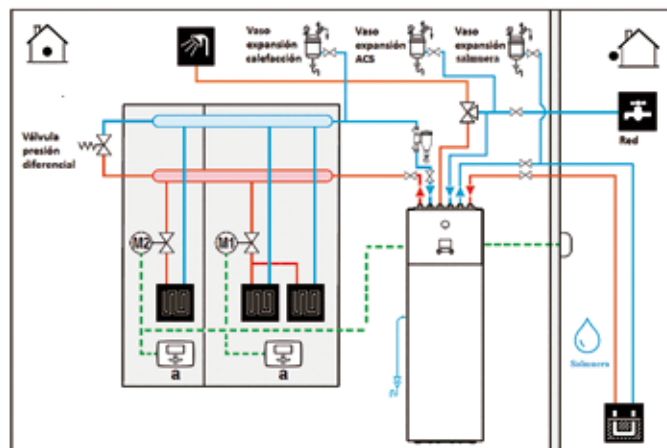 Vaso
expansión
calefacción
Vaso
expansión
ACS
Vaso
expansión
salmuera
Válvula
presión
diferencial
Red
M2
M1
a
a
Salmuera